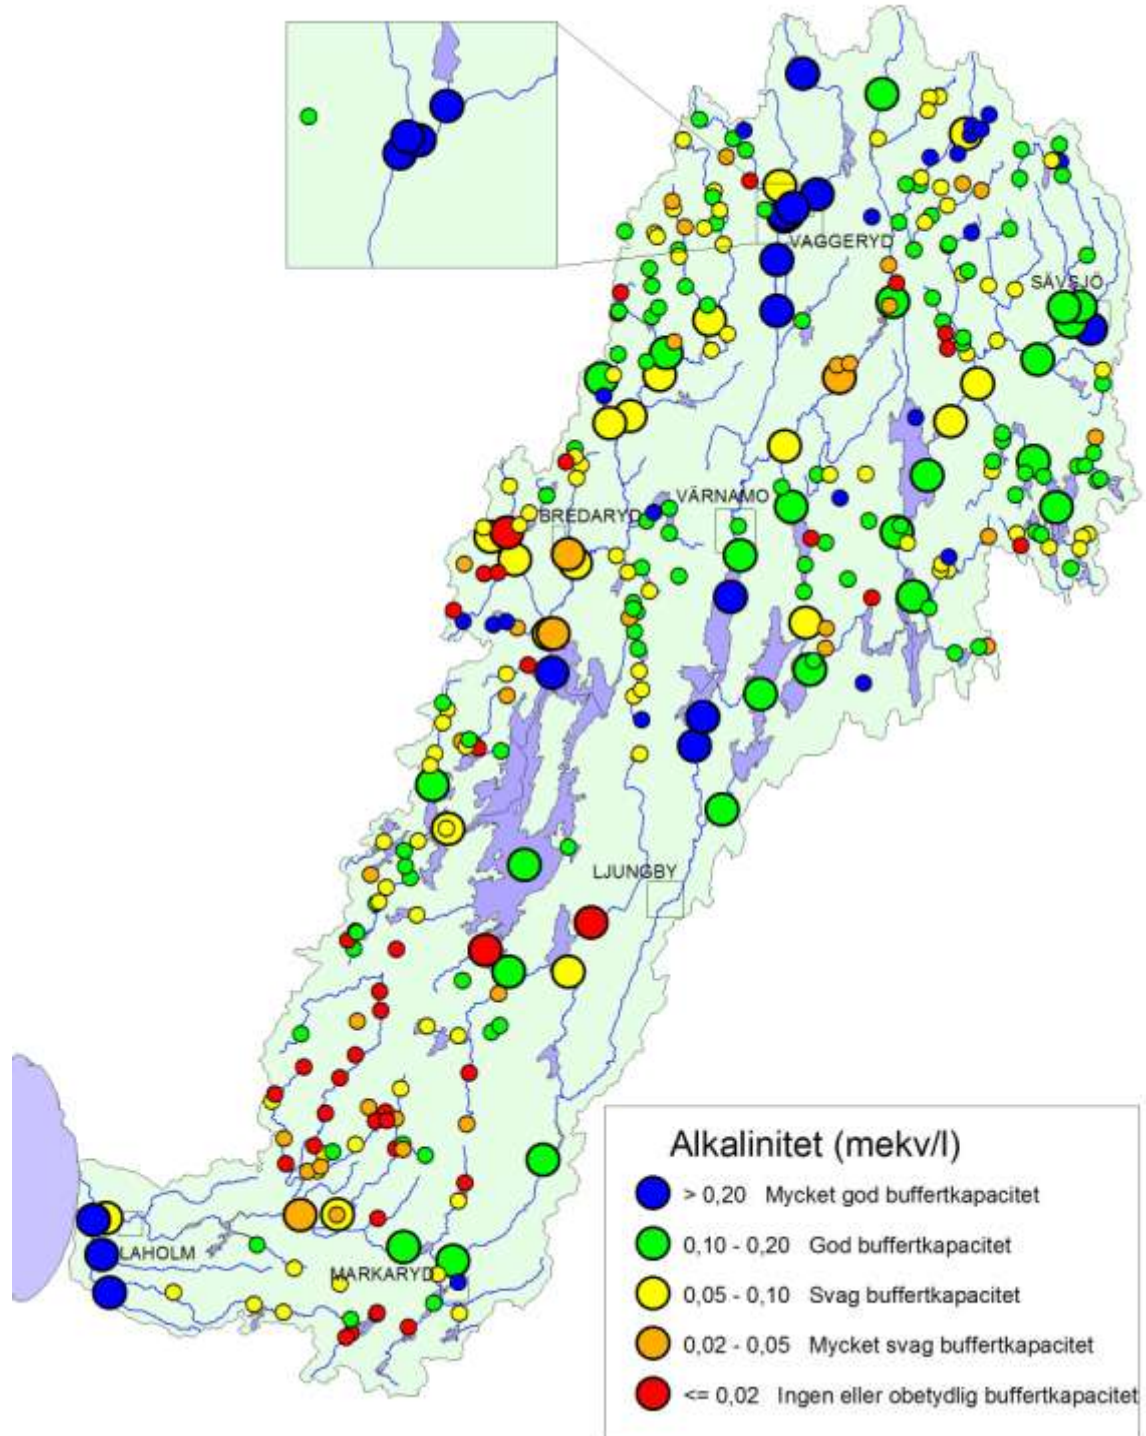 VAGGERYD
SÄVSJÖ
VÄRNAMO
BREDARYD
LJUNGBY
LAHOLM
MARKARYD
Alkalinitet (mekv/l)
> 0,20 Mycket god buffertkapacitet
0,10 - 0,20 God buffertkapacitet
0,05 - 0,10 Svag buffertkapacitet
0,02 - 0,05 Mycket svag buffertkapacitet
<= 0,02 Ingen eller obetydlig buffertkapacitet